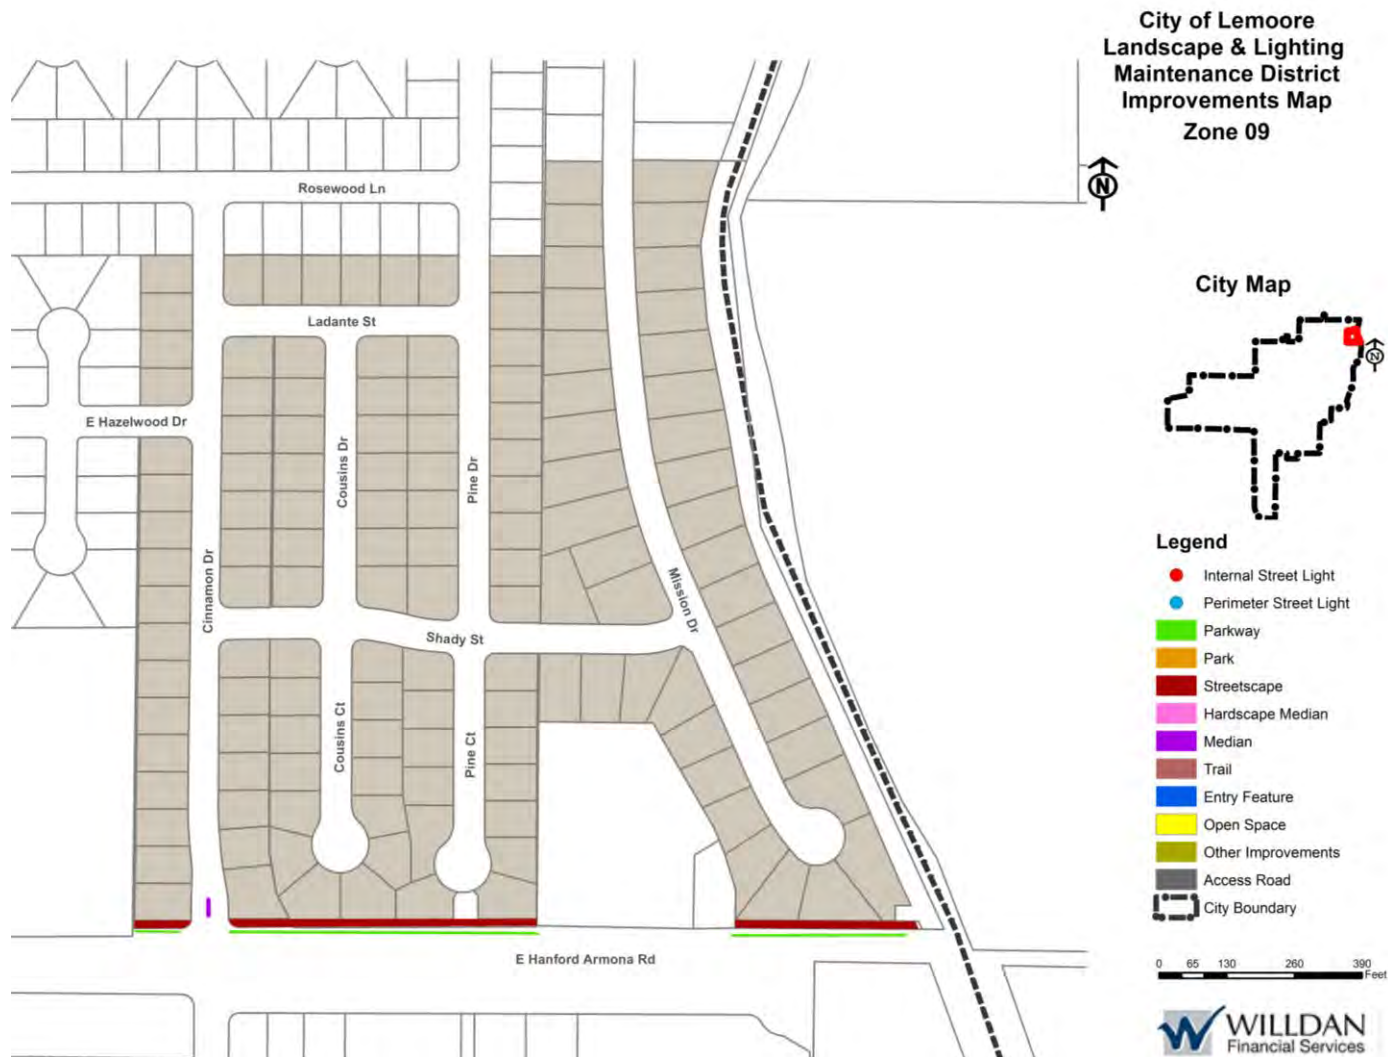 City of Lemoore
Landscape & Lighting
Maintenance District
Improvements Map
Zone 09
N
Rosewood Ln
City Map
Ladante St
N
E Hazelwood Dr
Cousins Dr
Pine Dr
Cinnamon Dr
Mission Dr
Shady St
Cousins Ct
Pine Ct
E Hanford Armona Rd
Legend
Internal Street Light
Perimeter Street Light
Parkway
Park
Streetscape
Hardscape Median
Median
Trail
Entry Feature
Open Space
Other Improvements
Access Road
City Boundary
0 65 130 260 390
Feet
W WILLDAN
Financial Services